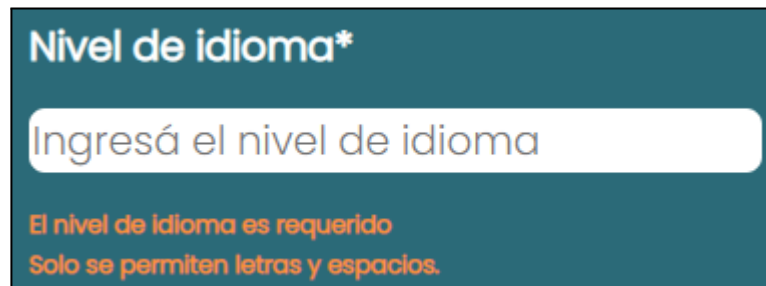 Nivel de idioma*
Ingresá el nivel de idioma
El nivel de idioma es requerido
Solo se permiten letras y espacios.